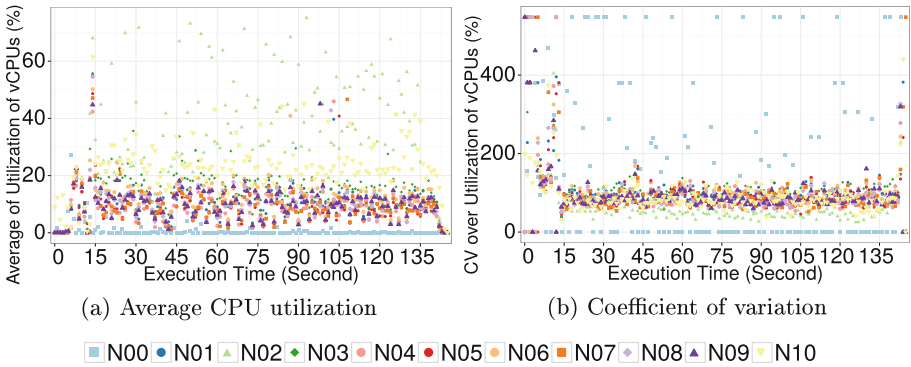 Average of Utilization of vCPUs (%)
60
40
20
0
0 15 30 45 60 75 90 105 120 135
Execution Time (Second)
(a) Average CPU utilization
CV over Utilization of vCPUs (%)
400
200
0
0 15 30 45 60 75 90 105 120 135
Execution Time (Second)
(b) Coefficient of variation
N00 N01 N02 N03 N04 N05 N06 N07 N08 N09 N10